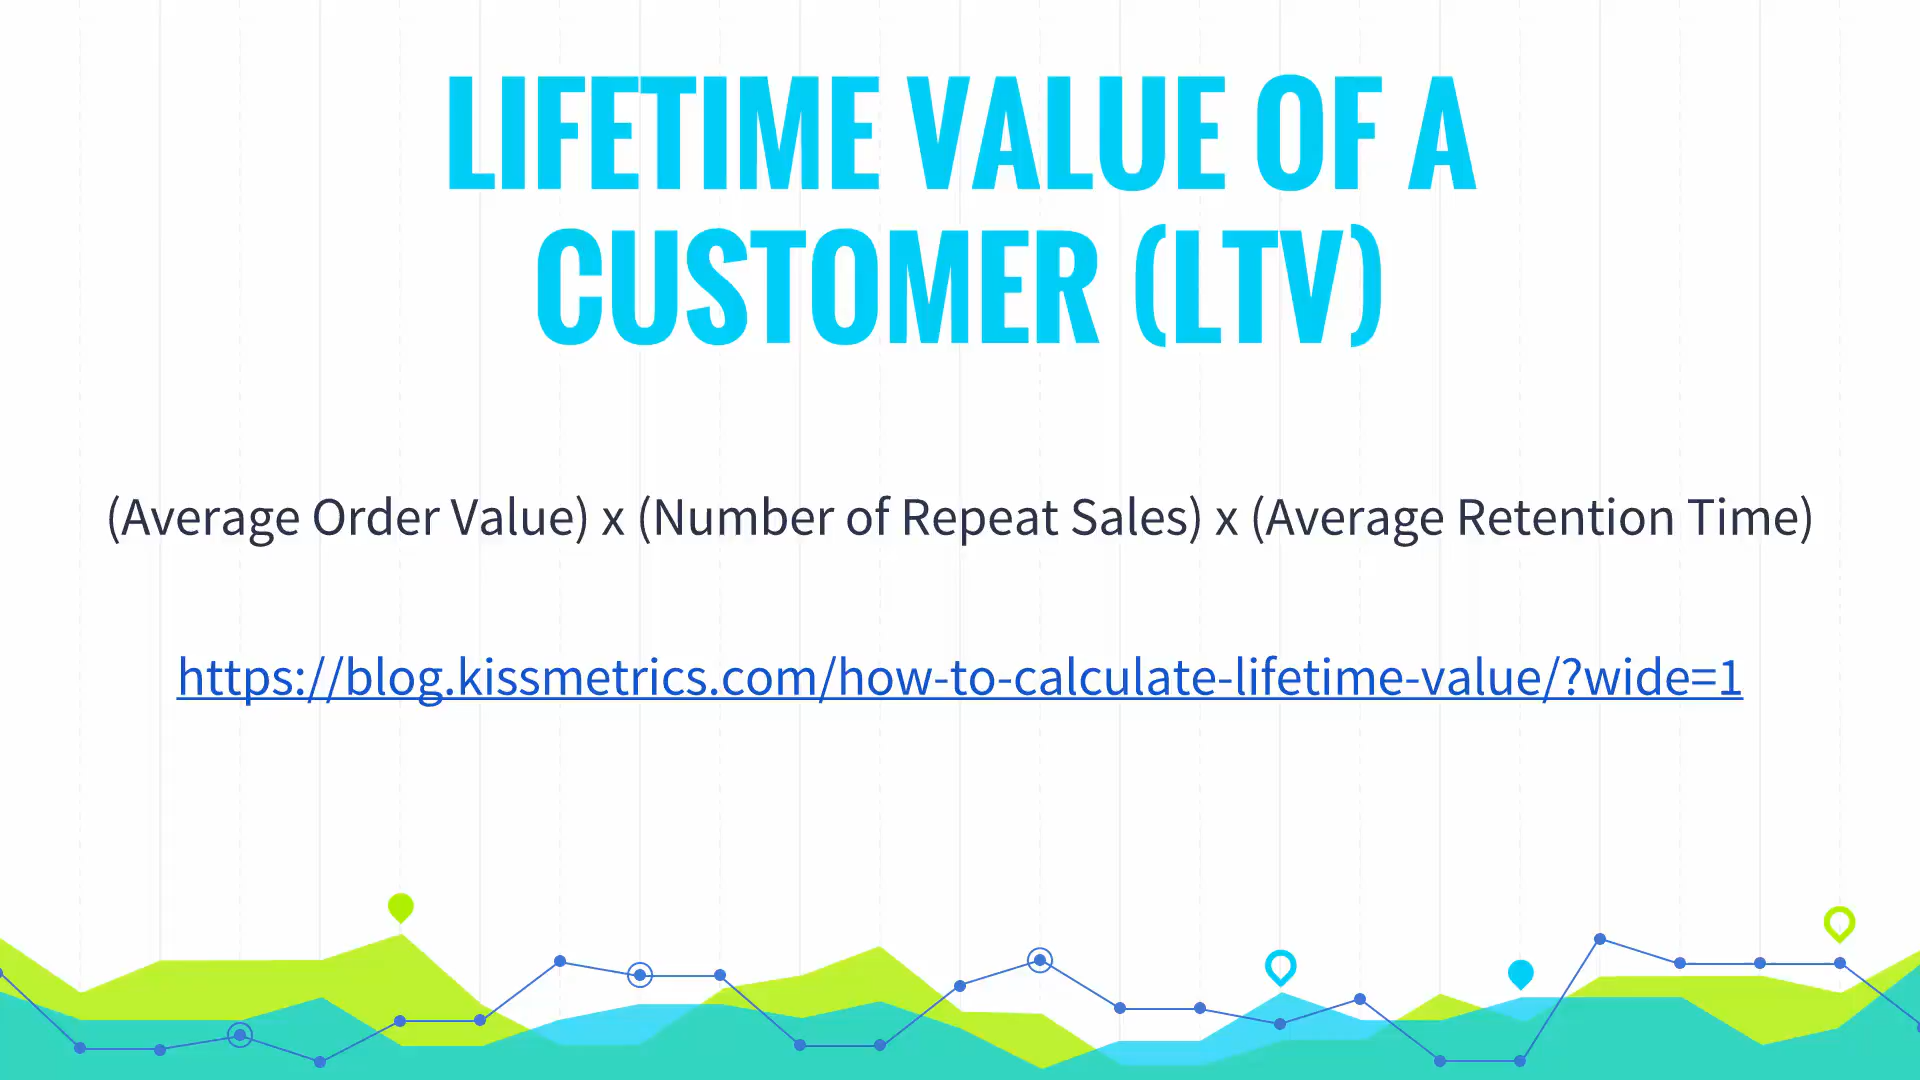 LIFETIME VALUE OF A
CUSTOMER (LTV)
(Average Order Value) x (Number of Repeat Sales) x (Average Retention Time)
https://blog.kissmetrics.com/how-to-calculate-lifetime-value/?wide=1